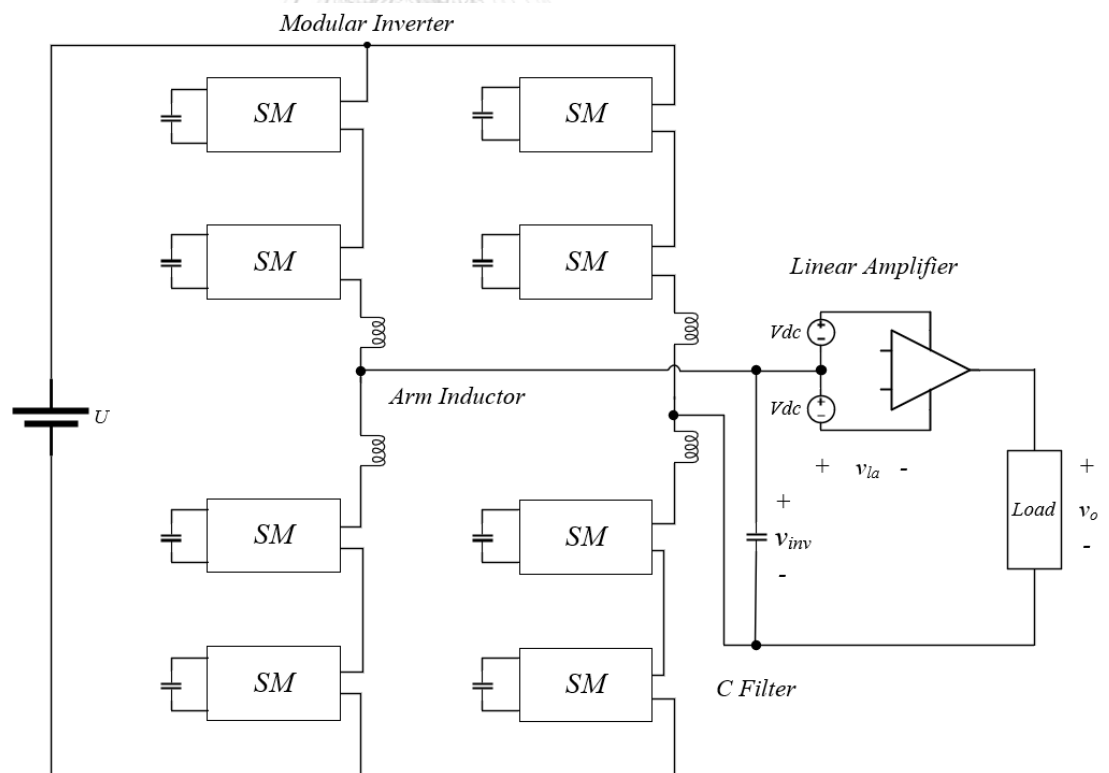 Modular Inverter
SM
SM
SM
SM
Linear Amplifier
Vdc
+
-
Arm Inductor
Vdc
+
-
U
+ v_la -
SM
SM
+
v_inv
-
Load
+
v_o
-
SM
SM
C Filter